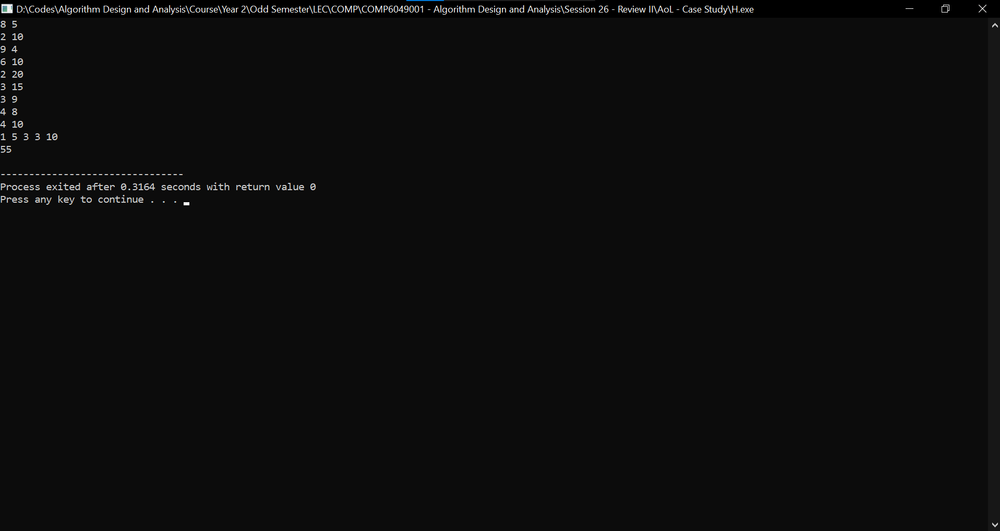 D:\Codes\Algorithm Design and Analysis\Course\Year 2\Odd Semester\LEC\COMP\COMP6049001 - Algorithm Design and Analysis\Session 26 - Review II\AoL - Case Study\H.exe
8 5
2 10
9 4
6 10
2 20
3 15
3 9
4 8
4 10
1 5 3 3 10
55
--------------------------------
Process exited after 0.3164 seconds with return value 0
Press any key to continue . . .